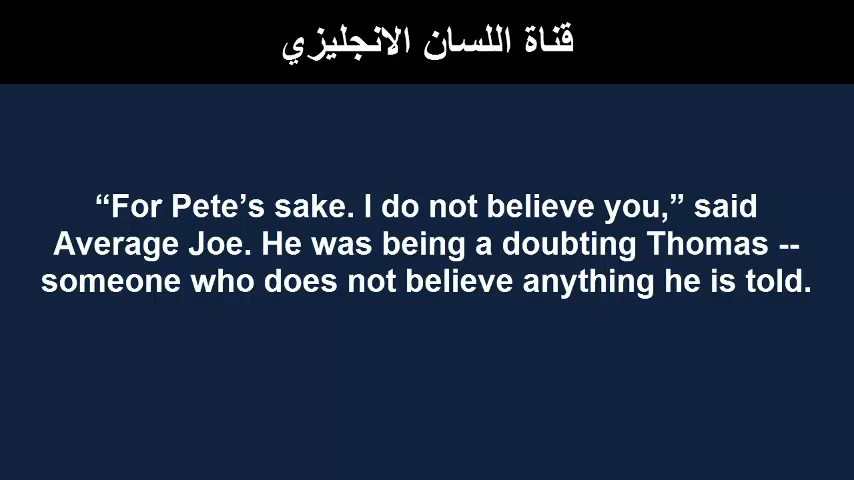 قناة اللسان الانجليزي
“For Pete’s sake. I do not believe you,” said
Average Joe. He was being a doubting Thomas --
someone who does not believe anything he is told.